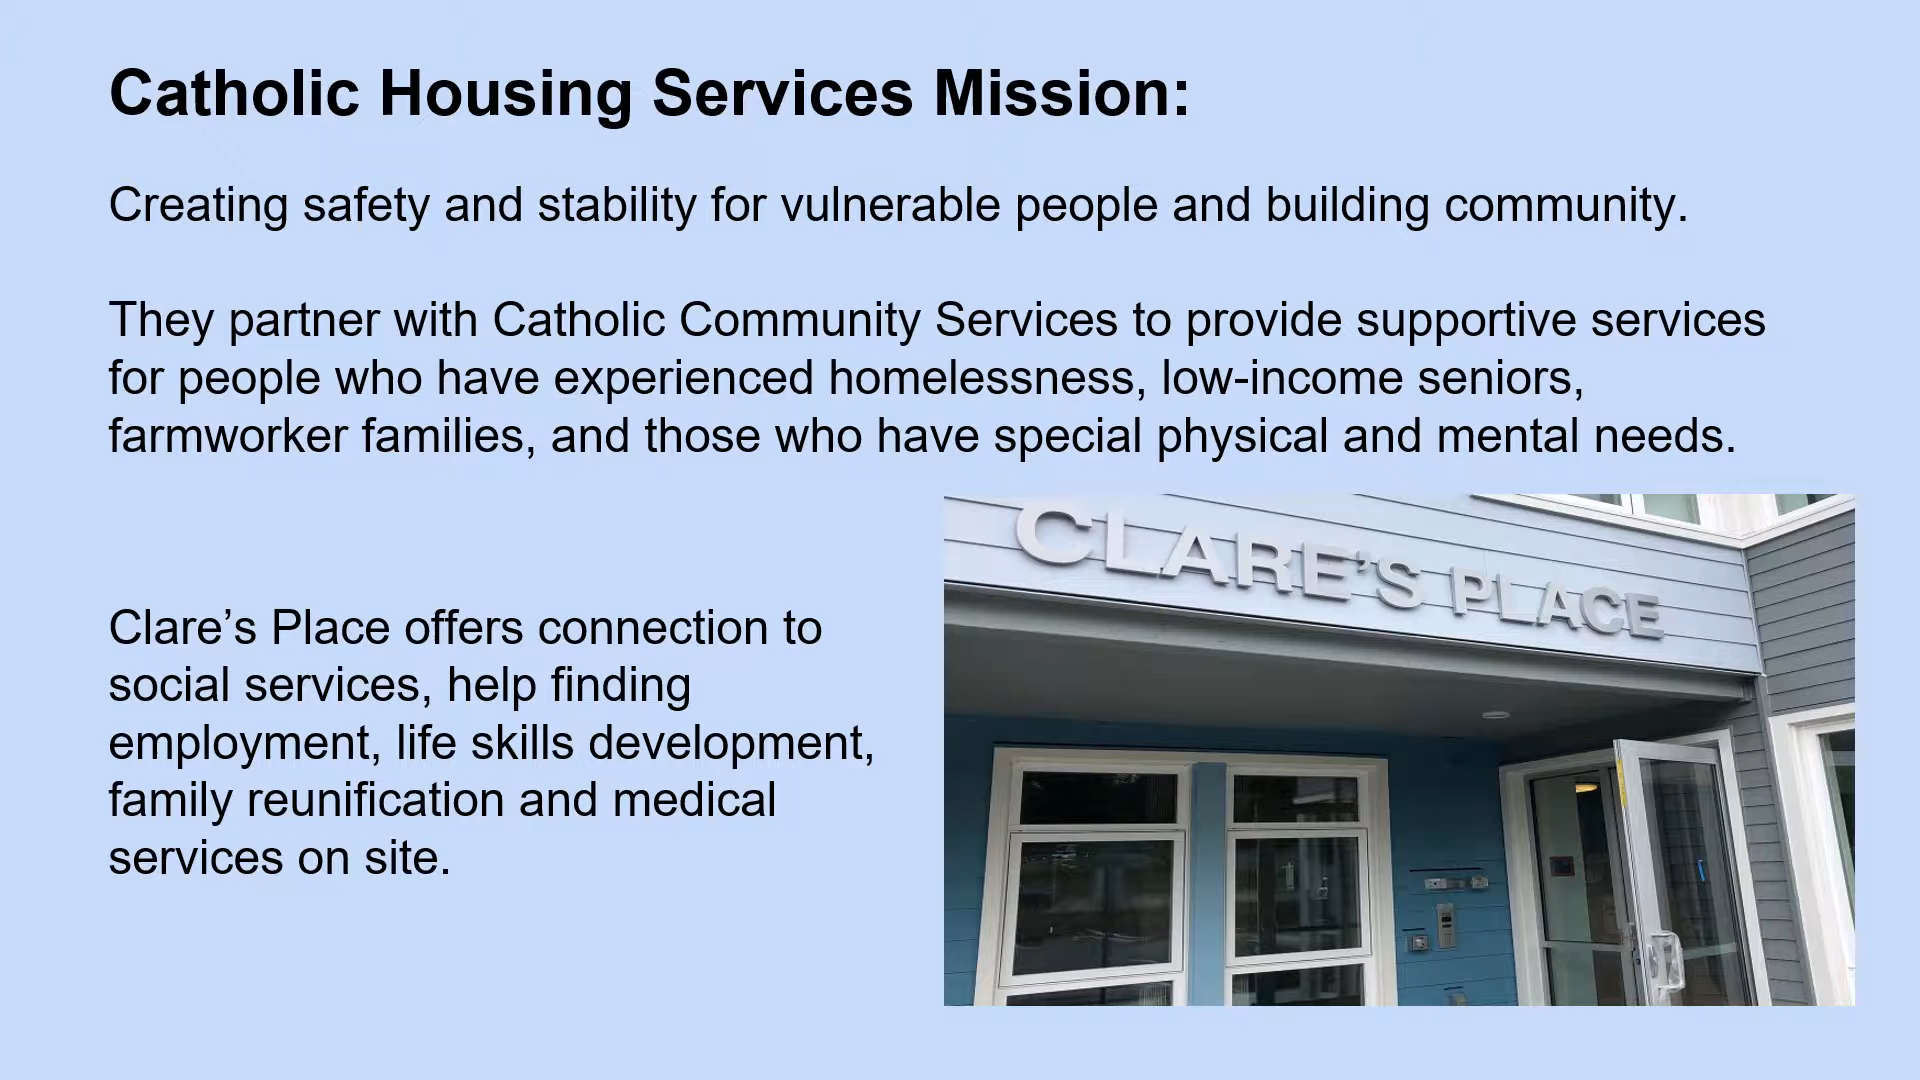 Catholic Housing Services Mission:
Creating safety and stability for vulnerable people and building community.
They partner with Catholic Community Services to provide supportive services
for people who have experienced homelessness, low-income seniors,
farmworker families, and those who have special physical and mental needs.
CLARE’S PLACE
Clare’s Place offers connection to
social services, help finding
employment, life skills development,
family reunification and medical
services on site.